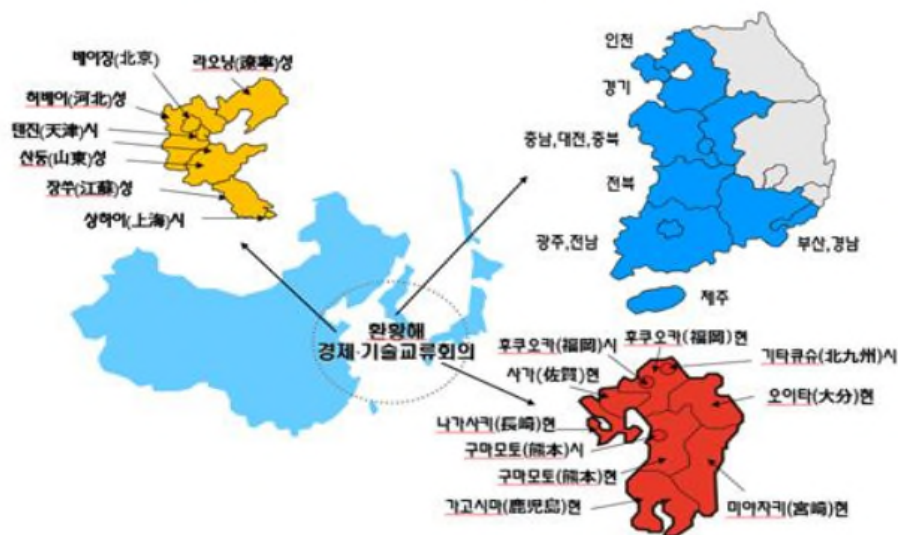 베이징(北京)
랴오닝(遼寧)성
허베이(河北)성
텐진(天津)시
산둥(山東)성
장쑤(江蘇)성
상하이(上海)시
인천
경기
충남,대전,충북
전북
광주,전남
부산,경남
제주
환황해
경제·기술교류회의
후쿠오카(福岡)시
후쿠오카(福岡)현
기타큐슈(北九州)시
사가(佐賀)현
오이타(大分)현
나가사키(長崎)현
구마모토(熊本)시
구마모토(熊本)현
가고시마(鹿児島)현
미야자키(宮崎)현